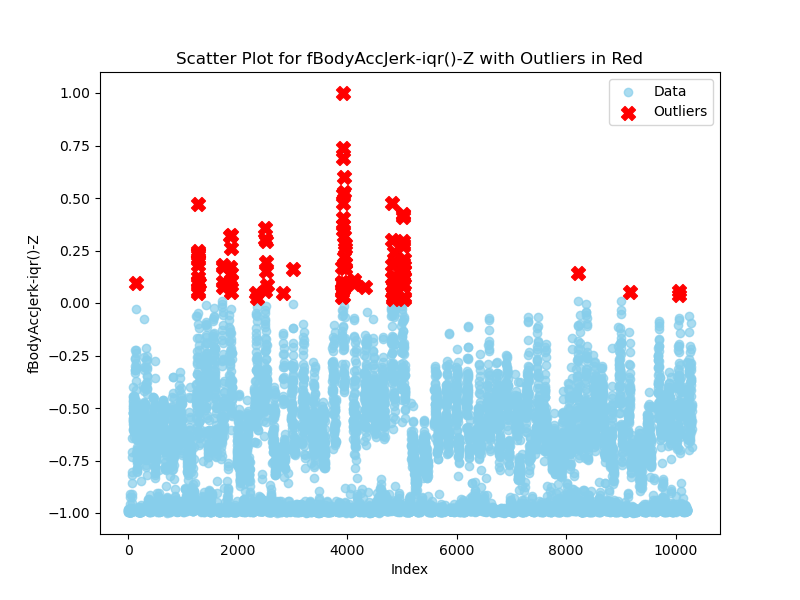 Scatter Plot for fBodyAccJerk-iqr()-Z with Outliers in Red
Data
Outliers
1.00
0.75
0.50
0.25
0.00
−0.25
−0.50
−0.75
−1.00
fBodyAccJerk-iqr()-Z
0 2000 4000 6000 8000 10000
Index